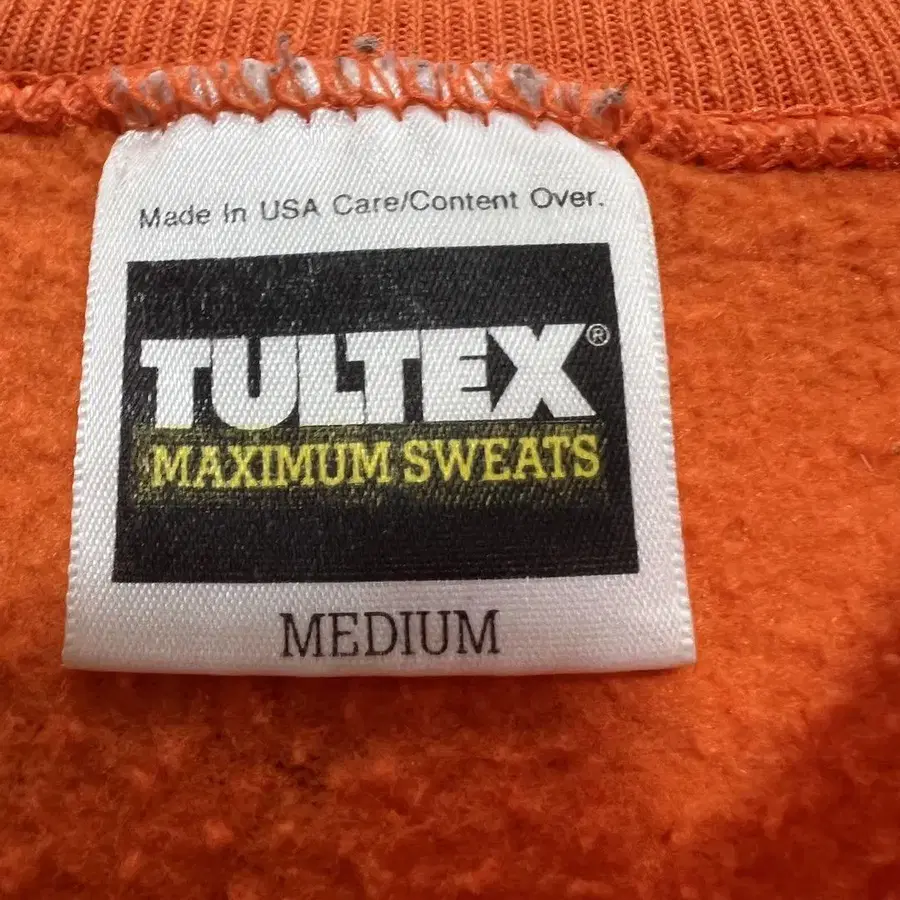 Made In USA Care/Content Over.
TULTEX®
MAXIMUM SWEATS
MEDIUM